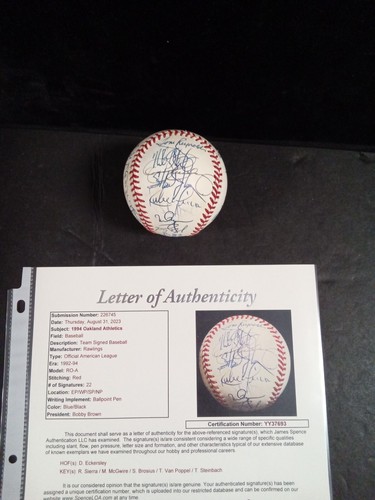 Letter of Authenticity
Submission Number: 226745
Date: Thursday, August 31, 2023
Subject: 1994 Oakland Athletics
Field: Baseball
Description: Team Signed Baseball
Manufacturer: Rawlings
Type: Official American League
Era: 1992-94
Model: RO-A
Stitching: Red
# of Signatures: 22
Location: EP/WP/SP/NP
Writing implement: Ballpoint Pen
Color: Blue/Black
President: Bobby Brown
Certification Number: YY37693
This document shall serve as a letter of authenticity for the above-referenced signature(s), which James Spence
Authentication LLC has examined. The signature(s) is/are consistent considering a wide range of specific qualities
including slant, flow, pen pressure, letter size and formation, and other characteristics typical of our extensive database
of known exemplars we have examined throughout our hobby and professional careers.
HOF(s): D. Eckersley
KEY(s): R. Sierra / M. McGwire / S. Brosius / T. Van Poppel / T. Steinbach
It is our considered opinion that the signature(s) is/are genuine. Your authenticated signature(s) has been
assigned a unique certification number, which is uploaded into our restricted database and can be confirmed on our
website www.SpenceLOA.com at any time.